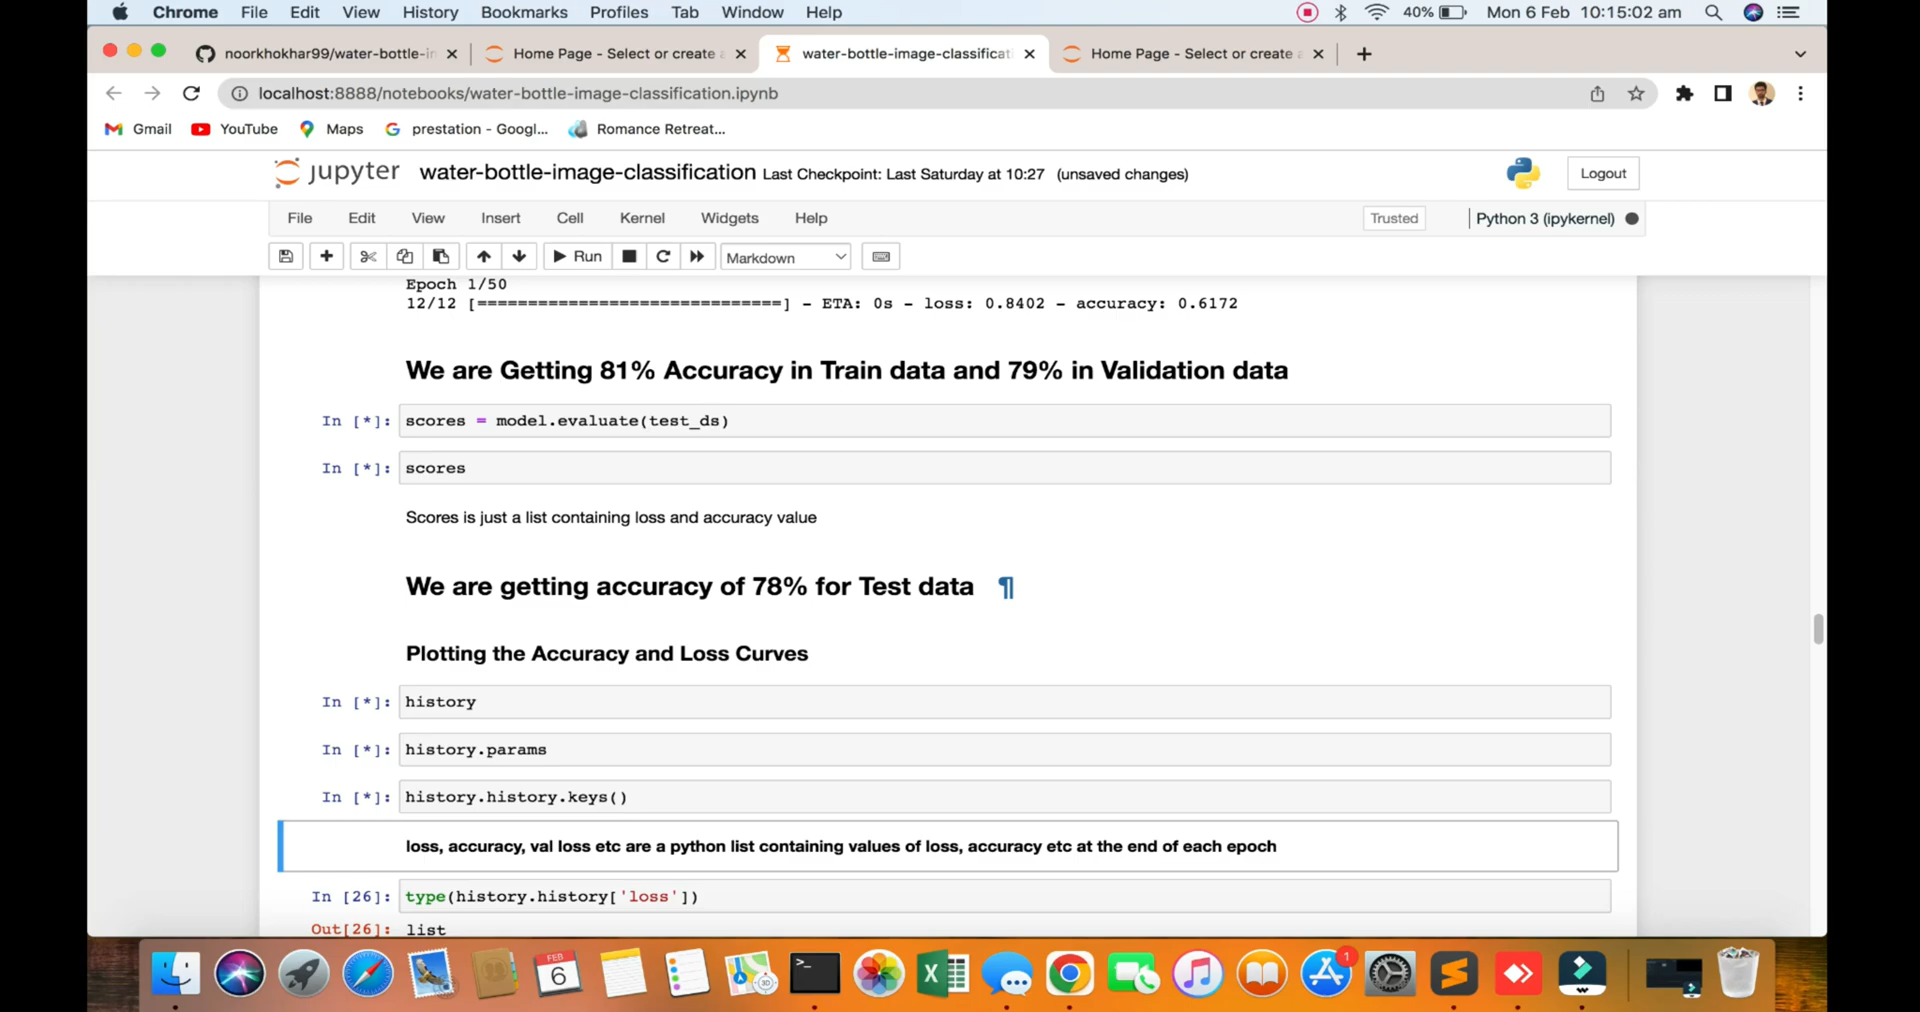 Chrome File Edit View History Bookmarks Profiles Tab Window Help 40% Mon 6 Feb 10:15:02 am
noorkhokhar99/water-bottle-i Home Page - Select or create a water-bottle-image-classificati Home Page - Select or create a
localhost:8888/notebooks/water-bottle-image-classification.ipynb
Gmail YouTube Maps prestation - Googl... Romance Retreat...
jupyter water-bottle-image-classification Last Checkpoint: Last Saturday at 10:27 (unsaved changes) Logout
File Edit View Insert Cell Kernel Widgets Help Trusted Python 3 (ipykernel)
Run Markdown
Epoch 1/50
12/12 [==============================] - ETA: 0s - loss: 0.8402 - accuracy: 0.6172
We are Getting 81% Accuracy in Train data and 79% in Validation data
In [*]: scores = model.evaluate(test_ds)
In [*]: scores
Scores is just a list containing loss and accuracy value
We are getting accuracy of 78% for Test data ¶
Plotting the Accuracy and Loss Curves
In [*]: history
In [*]: history.params
In [*]: history.history.keys()
loss, accuracy, val loss etc are a python list containing values of loss, accuracy etc at the end of each epoch
In [26]: type(history.history['loss'])
Out[26]: list
FEB
6
3D
1